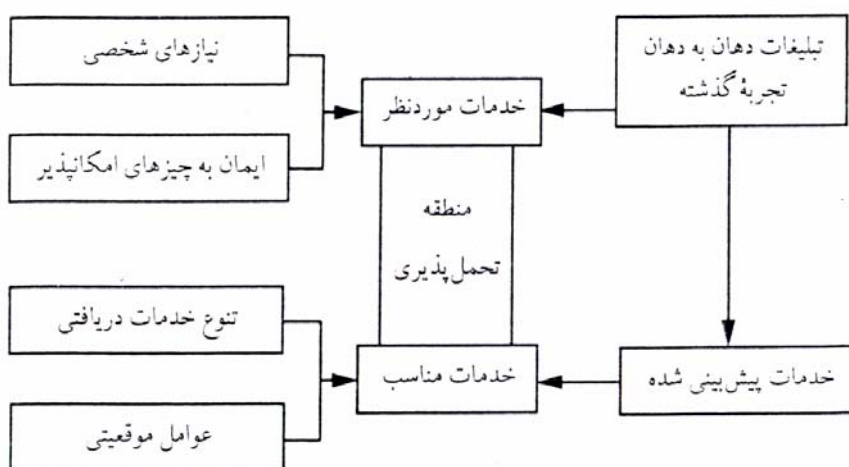 تبلیغات دهان به دهان
تجربهٔ گذشته
نیازهای شخصی
خدمات موردنظر
ایمان به چیزهای امکانپذیر
منطقه
تحمل‌پذیری
تنوع خدمات دریافتی
خدمات پیش‌بینی شده
خدمات مناسب
عوامل موقعیتی